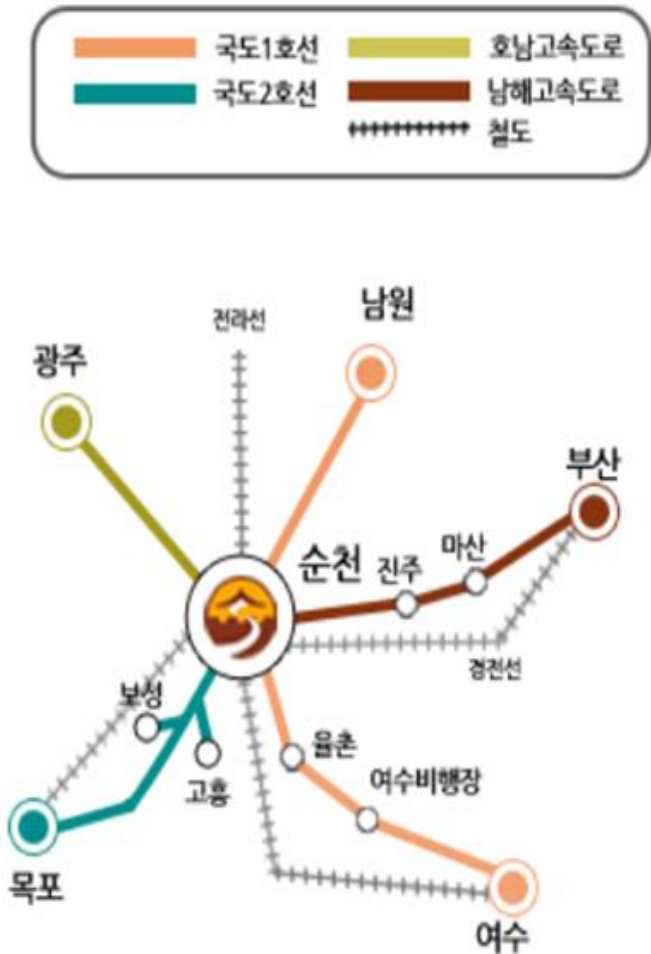 국도1호선
호남고속도로
국도2호선
남해고속도로
철도
전라선
남원
광주
부산
순천
진주
마산
경전선
보성
고흥
율촌
여수비행장
목포
여수